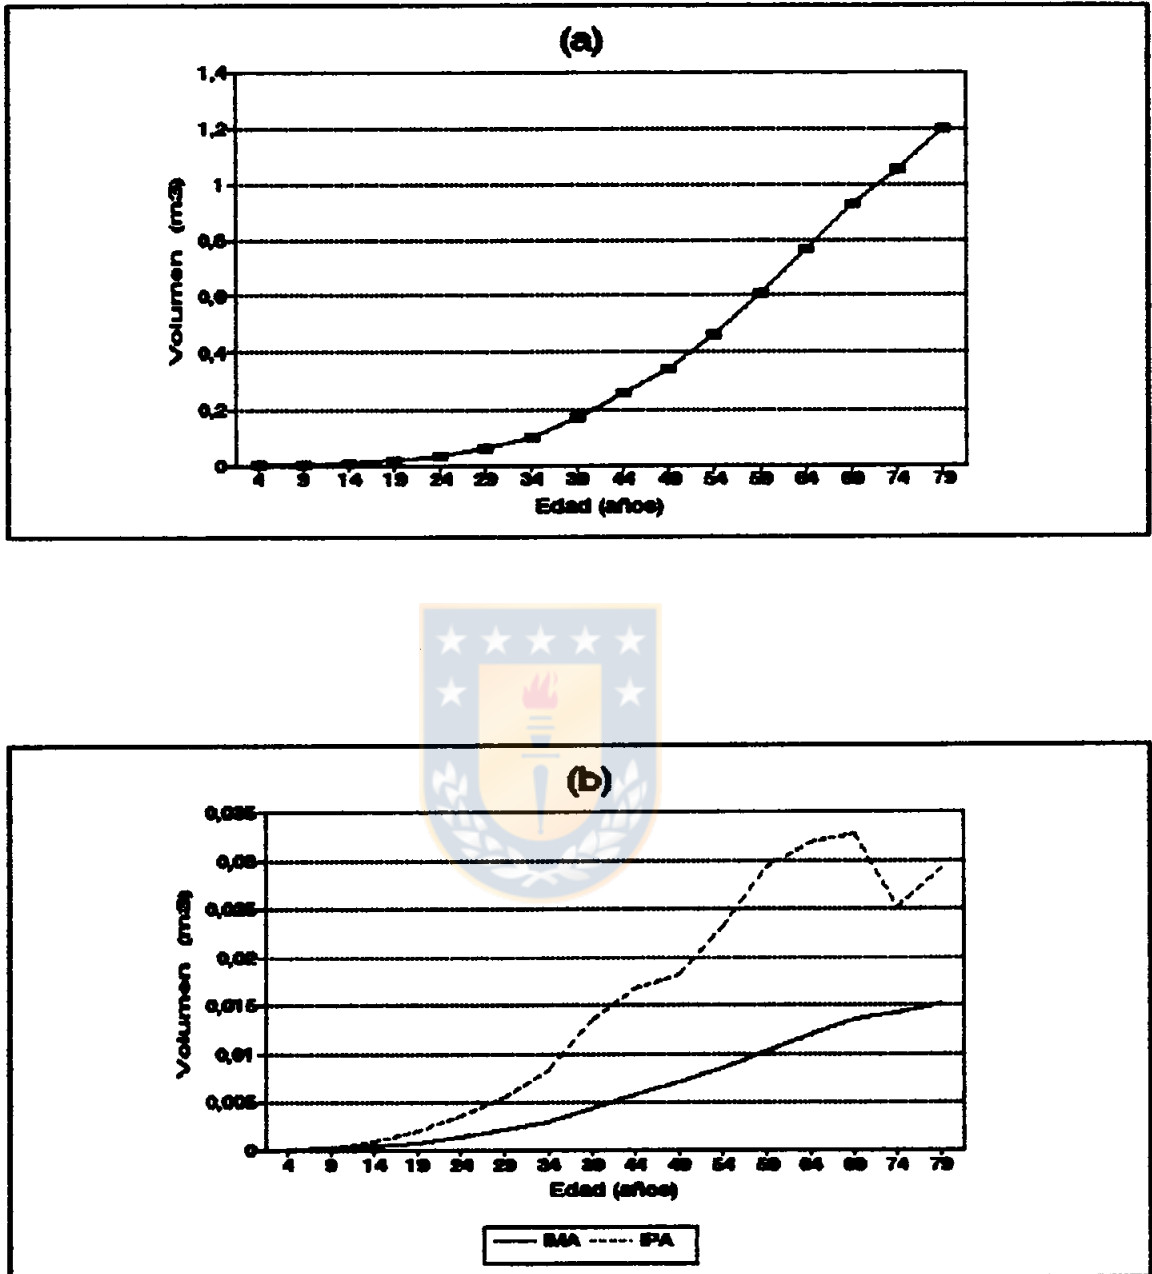 (a)
1,4
1,2
1
0,8
0,6
0,4
0,2
0
Volumen (m3)
4 9 14 19 24 29 34 39 44 49 54 59 64 69 74 79
Edad (años)
(b)
0,035
0,03
0,025
0,02
0,015
0,01
0,005
0
Volumen (m3)
4 9 14 19 24 29 34 39 44 49 54 59 64 69 74 79
Edad (años)
IMA IPA